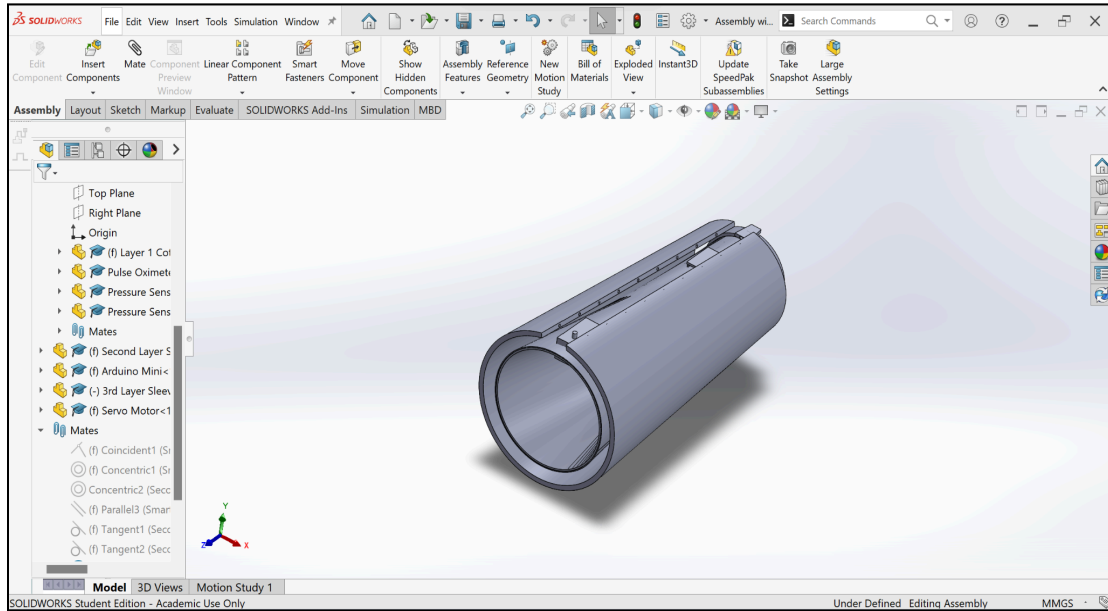 SOLIDWORKS File Edit View Insert Tools Simulation Window Assembly wi... Search Commands
Edit Component
Insert Components
Mate
Component Preview Window
Linear Component Pattern
Smart Fasteners
Move Component
Show Hidden Components
Assembly Features
Reference Geometry
New Motion Study
Bill of Materials
Exploded View
Instant3D
Update SpeedPak Subassemblies
Take Snapshot
Large Assembly Settings
Assembly Layout Sketch Markup Evaluate SOLIDWORKS Add-Ins Simulation MBD
Top Plane
Right Plane
Origin
(f) Layer 1 Cot
Pulse Oximete
Pressure Sens
Pressure Sens
Mates
(f) Second Layer S
(f) Arduino Mini<
(-) 3rd Layer Sleev
(f) Servo Motor<1
Mates
(f) Coincident1 (Sr
(f) Concentric1 (Sr
Concentric2 (Secc
(f) Parallel3 (Smar
(f) Tangent1 (Secc
(f) Tangent2 (Secc
Y
Z X
Model 3D Views Motion Study 1
SOLIDWORKS Student Edition - Academic Use Only Under Defined Editing Assembly MMGS